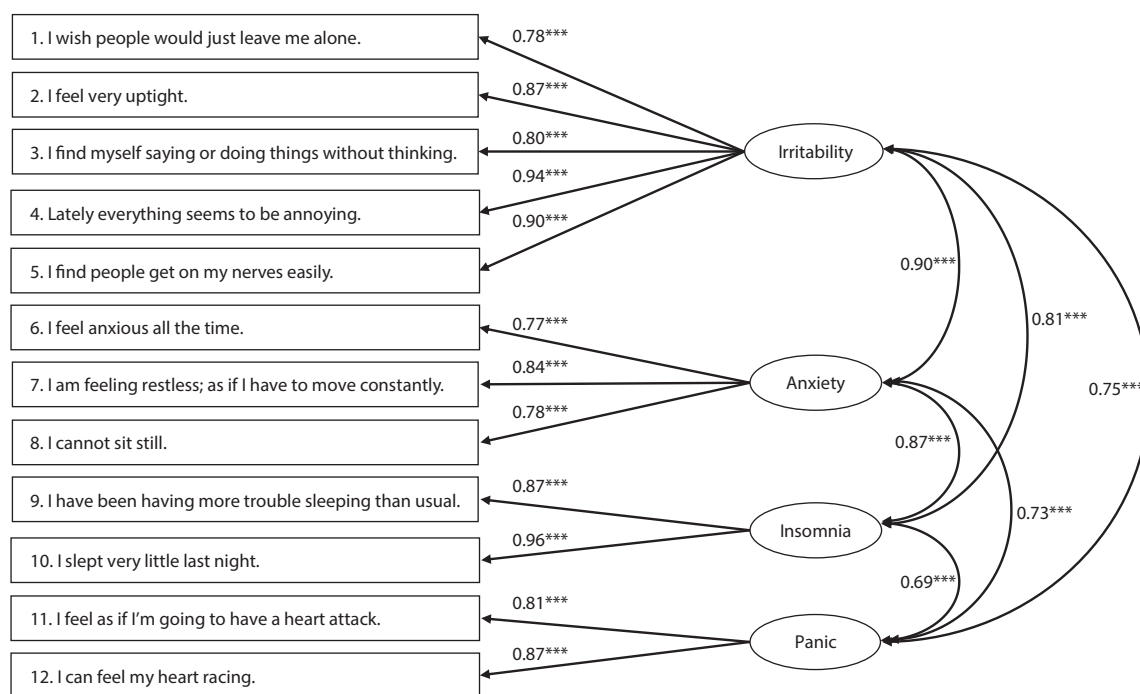 1. I wish people would just leave me alone.
0.78***
2. I feel very uptight.
0.87***
3. I find myself saying or doing things without thinking.
0.80***
Irritability
4. Lately everything seems to be annoying.
0.94***
5. I find people get on my nerves easily.
0.90***
0.90***
0.81***
0.75***
6. I feel anxious all the time.
0.77***
7. I am feeling restless; as if I have to move constantly.
0.84***
Anxiety
8. I cannot sit still.
0.78***
0.87***
9. I have been having more trouble sleeping than usual.
0.87***
Insomnia
0.73***
10. I slept very little last night.
0.96***
0.69***
11. I feel as if I’m going to have a heart attack.
0.81***
Panic
12. I can feel my heart racing.
0.87***